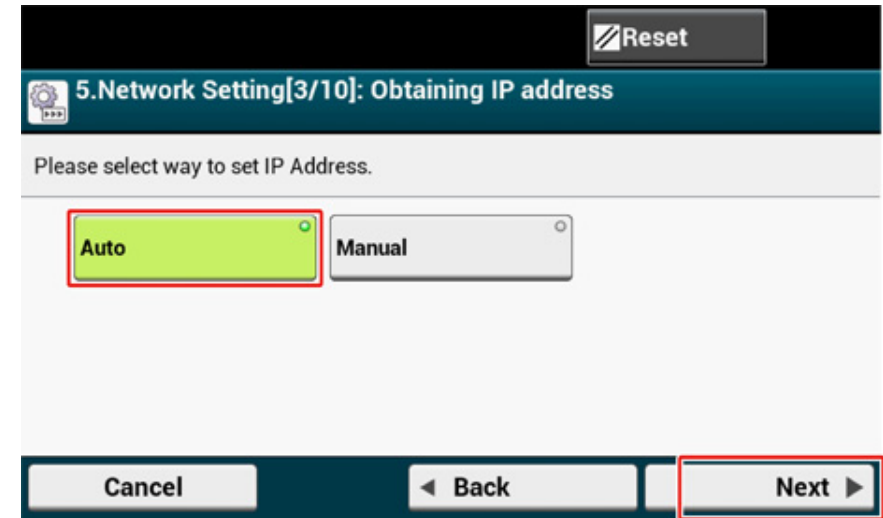 Reset
5.Network Setting[3/10]: Obtaining IP address
Please select way to set IP Address.
Auto
Manual
Cancel
Back
Next